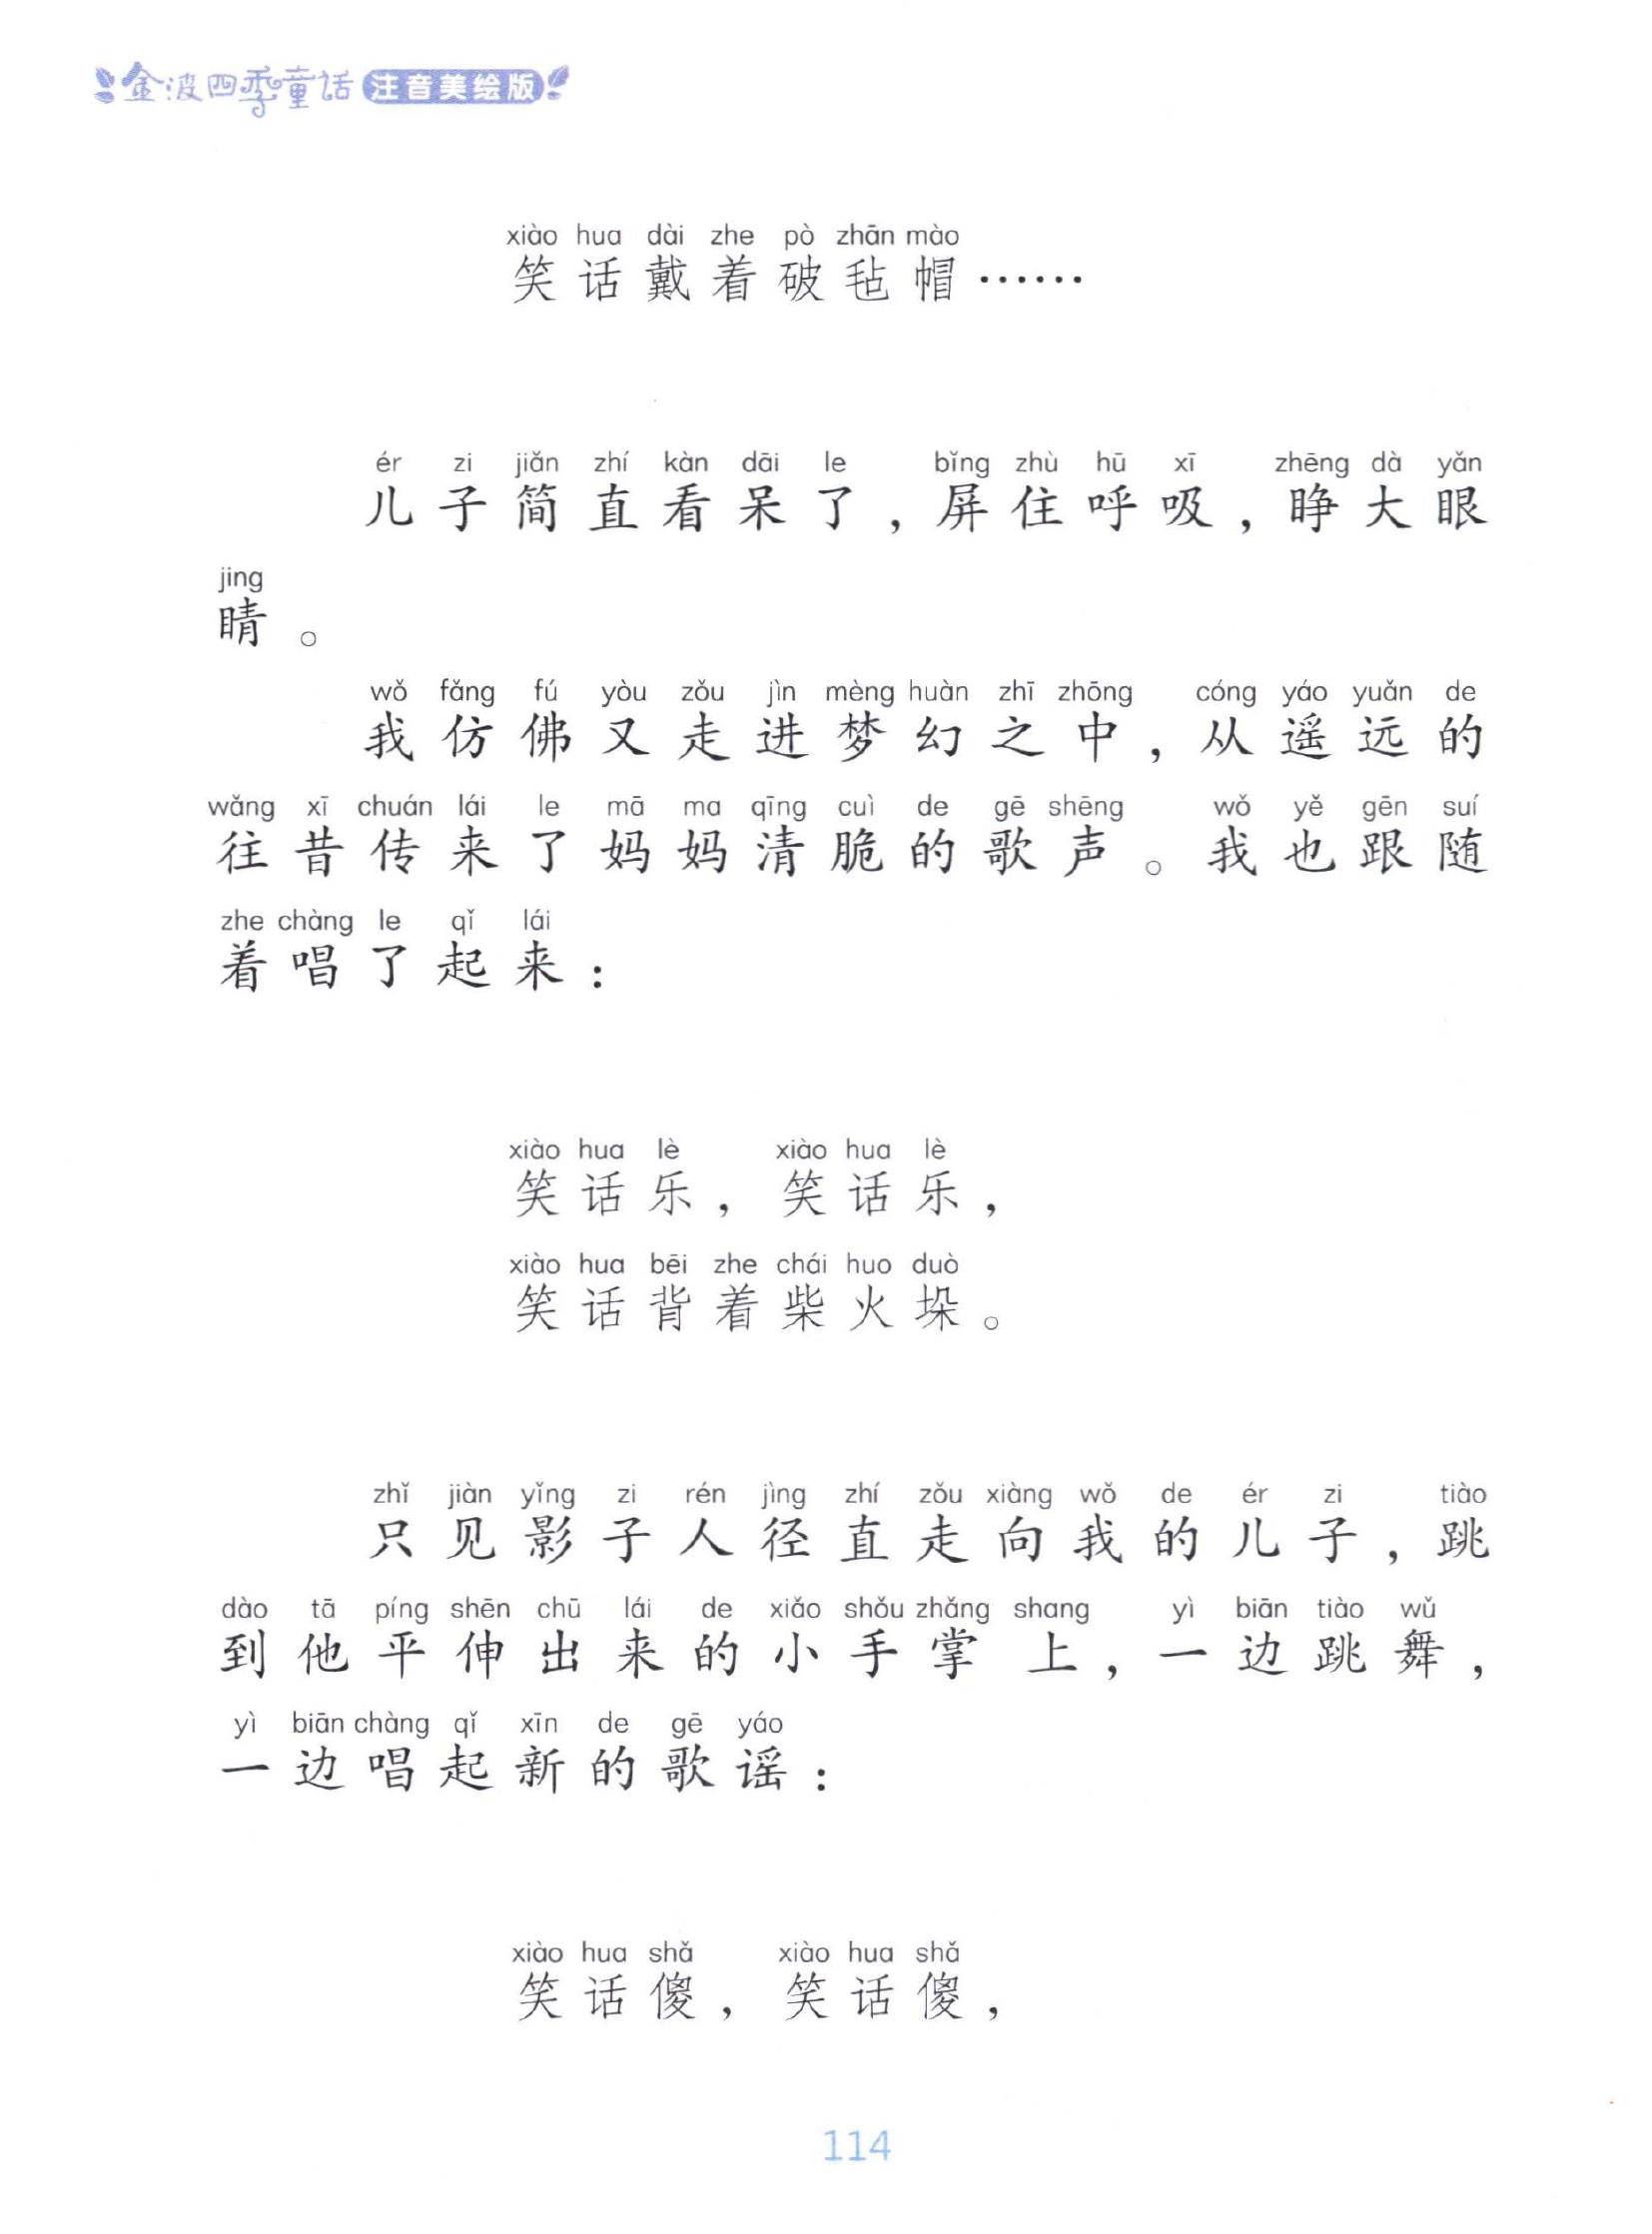 金波四季童话 注音美绘版
xiào hua dài zhe pò zhān mào
笑话戴着破毡帽……
ér zi jiǎn zhí kàn dāi le bǐng zhù hū xī zhēng dà yǎn
儿子简直看呆了，屏住呼吸，睁大眼
jing
睛。
wǒ fǎng fú yòu zǒu jìn mèng huàn zhī zhōng cóng yáo yuǎn de
我仿佛又走进梦幻之中，从遥远的
wǎng xī chuán lái le mā ma qīng cuì de gē shēng wǒ yě gēn suí
往昔传来了妈妈清脆的歌声。我也跟随
zhe chàng le qǐ lái
着唱了起来：
xiào hua lè xiào hua lè
笑话乐，笑话乐，
xiào hua bēi zhe chái huo duò
笑话背着柴火垛。
zhǐ jiàn yǐng zi rén jìng zhí zǒu xiàng wǒ de ér zi tiào
只见影子人径直走向我的儿子，跳
dào tā píng shēn chū lái de xiǎo shǒu zhǎng shang yì biān tiào wǔ
到他平伸出来的小手掌上，一边跳舞，
yì biān chàng qǐ xīn de gē yáo
一边唱起新的歌谣：
xiào hua shǎ xiào hua shǎ
笑话傻，笑话傻，
114